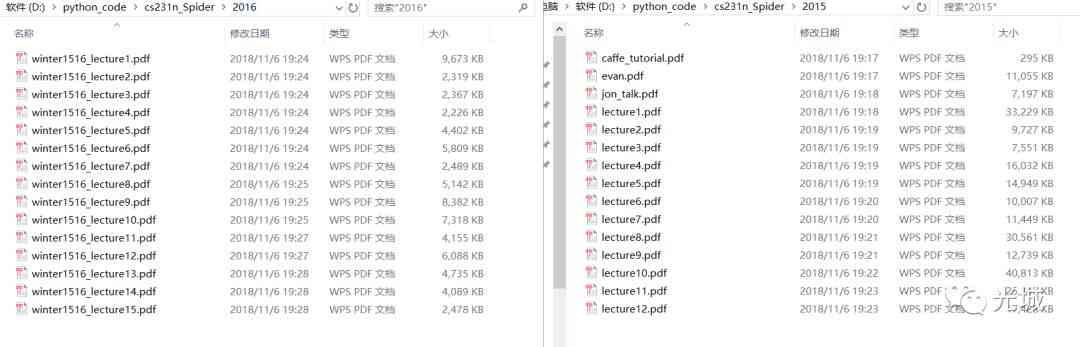 软件 (D:) > python_code > cs231n_Spider > 2016
搜索"2016"
名称 修改日期 类型 大小
winter1516_lecture1.pdf 2018/11/6 19:24 WPS PDF 文档 9,673 KB
winter1516_lecture2.pdf 2018/11/6 19:24 WPS PDF 文档 2,319 KB
winter1516_lecture3.pdf 2018/11/6 19:24 WPS PDF 文档 2,367 KB
winter1516_lecture4.pdf 2018/11/6 19:24 WPS PDF 文档 2,226 KB
winter1516_lecture5.pdf 2018/11/6 19:24 WPS PDF 文档 4,402 KB
winter1516_lecture6.pdf 2018/11/6 19:24 WPS PDF 文档 5,809 KB
winter1516_lecture7.pdf 2018/11/6 19:24 WPS PDF 文档 2,489 KB
winter1516_lecture8.pdf 2018/11/6 19:25 WPS PDF 文档 5,142 KB
winter1516_lecture9.pdf 2018/11/6 19:25 WPS PDF 文档 8,382 KB
winter1516_lecture10.pdf 2018/11/6 19:25 WPS PDF 文档 7,318 KB
winter1516_lecture11.pdf 2018/11/6 19:27 WPS PDF 文档 4,155 KB
winter1516_lecture12.pdf 2018/11/6 19:27 WPS PDF 文档 6,088 KB
winter1516_lecture13.pdf 2018/11/6 19:28 WPS PDF 文档 4,735 KB
winter1516_lecture14.pdf 2018/11/6 19:28 WPS PDF 文档 4,089 KB
winter1516_lecture15.pdf 2018/11/6 19:28 WPS PDF 文档 2,478 KB
电脑 > 软件 (D:) > python_code > cs231n_Spider > 2015
搜索"2015"
名称 修改日期 类型 大小
caffe_tutorial.pdf 2018/11/6 19:17 WPS PDF 文档 295 KB
evan.pdf 2018/11/6 19:17 WPS PDF 文档 11,055 KB
jon_talk.pdf 2018/11/6 19:18 WPS PDF 文档 7,197 KB
lecture1.pdf 2018/11/6 19:18 WPS PDF 文档 33,229 KB
lecture2.pdf 2018/11/6 19:19 WPS PDF 文档 9,727 KB
lecture3.pdf 2018/11/6 19:19 WPS PDF 文档 7,551 KB
lecture4.pdf 2018/11/6 19:19 WPS PDF 文档 16,032 KB
lecture5.pdf 2018/11/6 19:19 WPS PDF 文档 14,949 KB
lecture6.pdf 2018/11/6 19:20 WPS PDF 文档 10,007 KB
lecture7.pdf 2018/11/6 19:20 WPS PDF 文档 11,449 KB
lecture8.pdf 2018/11/6 19:21 WPS PDF 文档 30,561 KB
lecture9.pdf 2018/11/6 19:21 WPS PDF 文档 12,739 KB
lecture10.pdf 2018/11/6 19:22 WPS PDF 文档 40,813 KB
lecture11.pdf 2018/11/6 19:23 WPS PDF 文档 KB
lecture12.pdf 2018/11/6 19:23 WPS PDF 文档 KB
光城